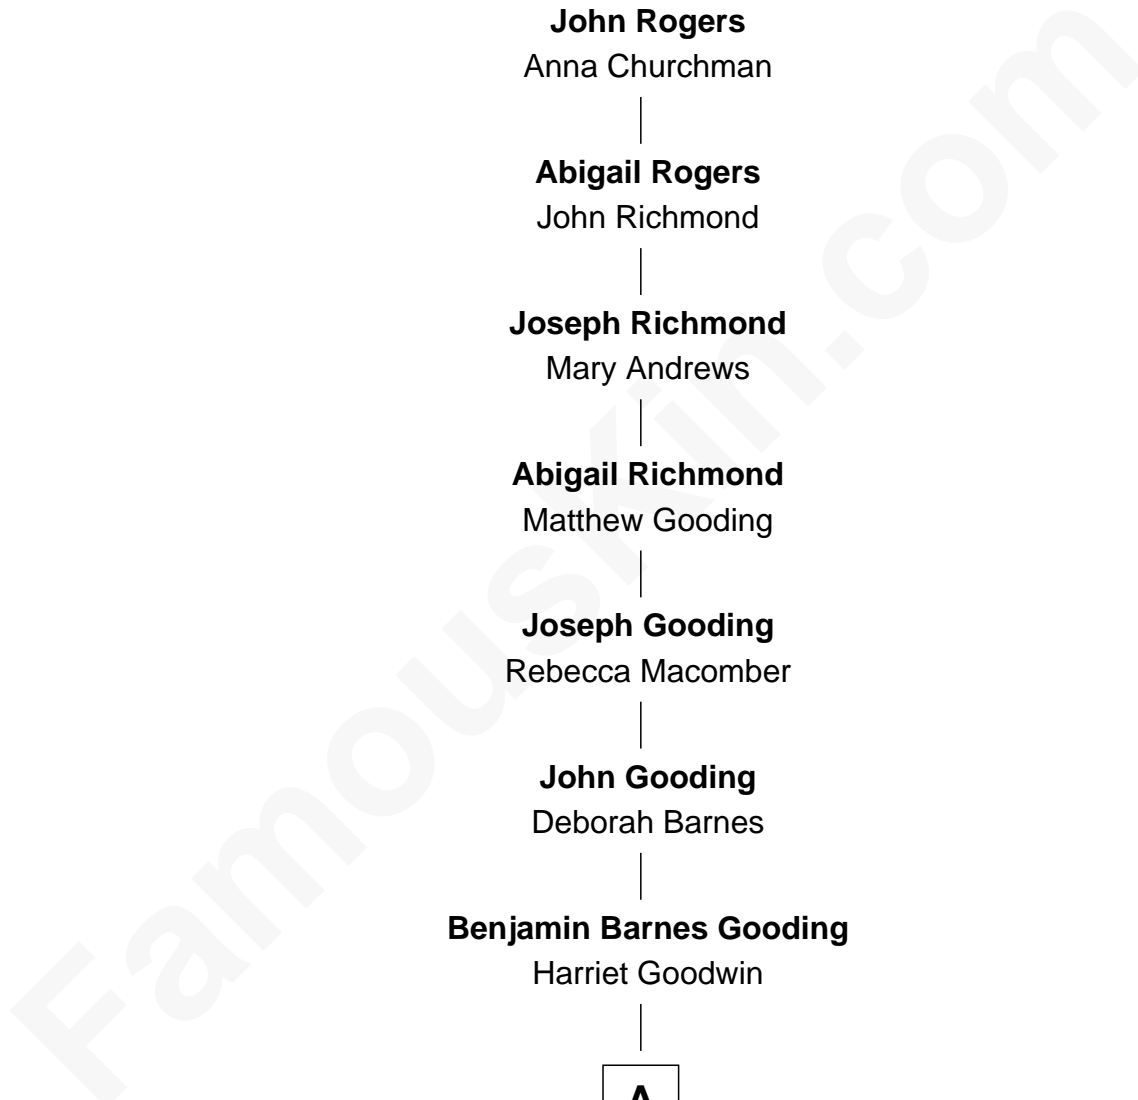 John Rogers
Anna Churchman
Abigail Rogers
John Richmond
Joseph Richmond
Mary Andrews
Abigail Richmond
Matthew Gooding
Joseph Gooding
Rebecca Macomber
John Gooding
Deborah Barnes
Benjamin Barnes Gooding
Harriet Goodwin
A
FamousKin.com